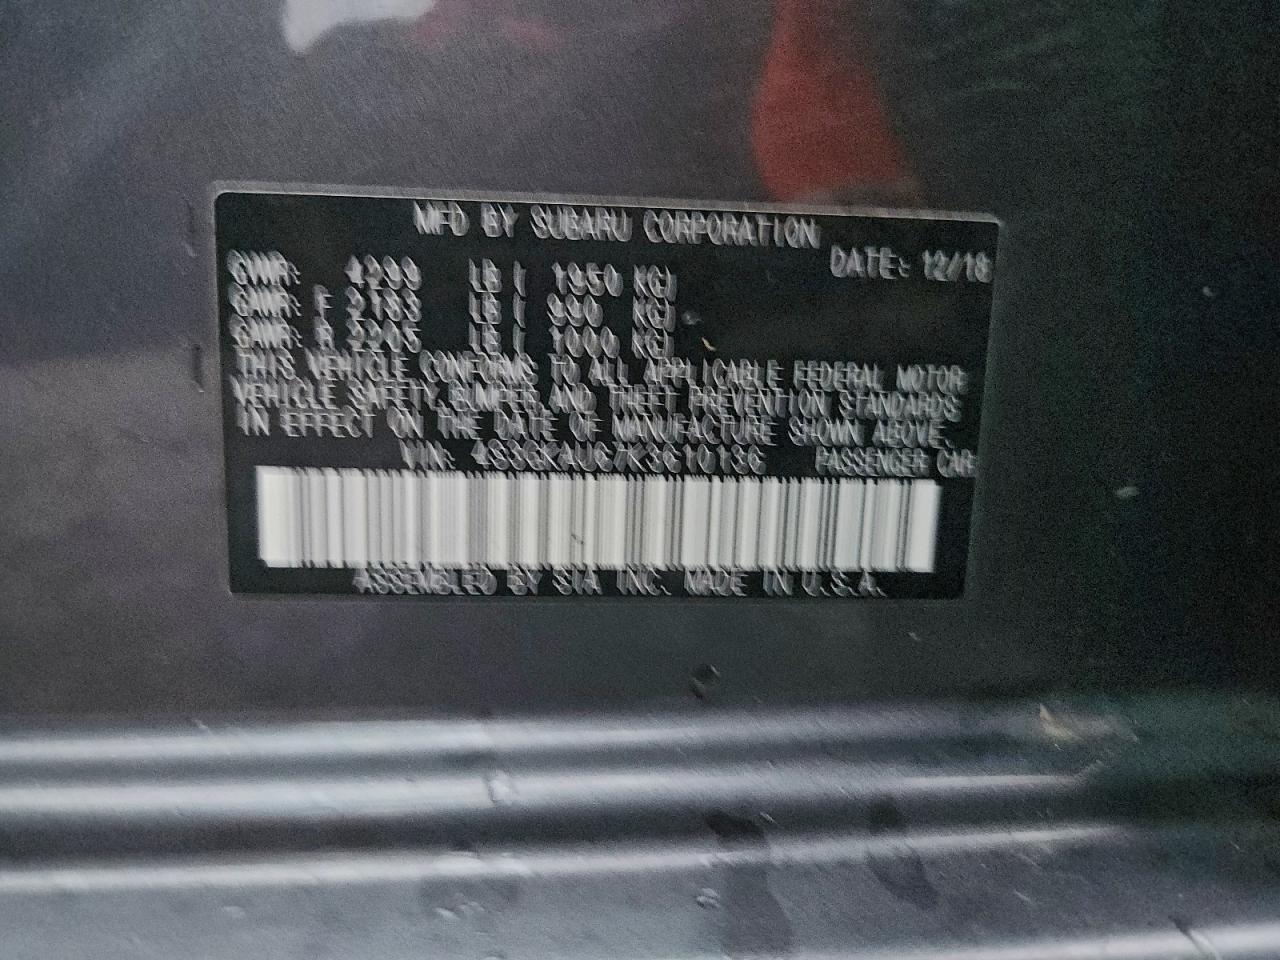 MFD BY SUBARU CORPORATION
DATE: 12/18
GVWR: 4299 LB ( 1950 KG)
GAWR: F 2183 LB ( 990 KG)
GAWR: R 2205 LB ( 1000 KG)
THIS VEHICLE CONFORMS TO ALL APPLICABLE FEDERAL MOTOR
VEHICLE SAFETY, BUMPER, AND THEFT PREVENTION STANDARDS
IN EFFECT ON THE DATE OF MANUFACTURE SHOWN ABOVE.
VIN: 4S3GKAU67K3610136 PASSENGER CAR
ASSEMBLED BY SIA INC. MADE IN U.S.A.